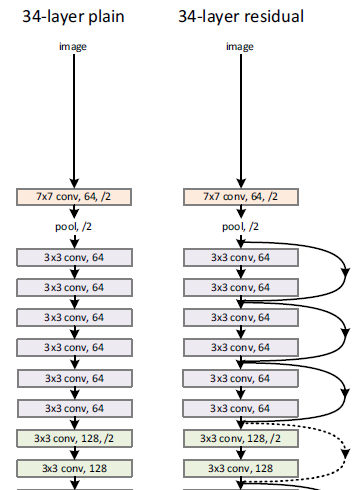 34-layer plain
image
7x7 conv, 64, /2
pool, /2
3x3 conv, 64
3x3 conv, 64
3x3 conv, 64
3x3 conv, 64
3x3 conv, 64
3x3 conv, 64
3x3 conv, 128, /2
3x3 conv, 128
34-layer residual
image
7x7 conv, 64, /2
pool, /2
3x3 conv, 64
3x3 conv, 64
3x3 conv, 64
3x3 conv, 64
3x3 conv, 64
3x3 conv, 64
3x3 conv, 128, /2
3x3 conv, 128